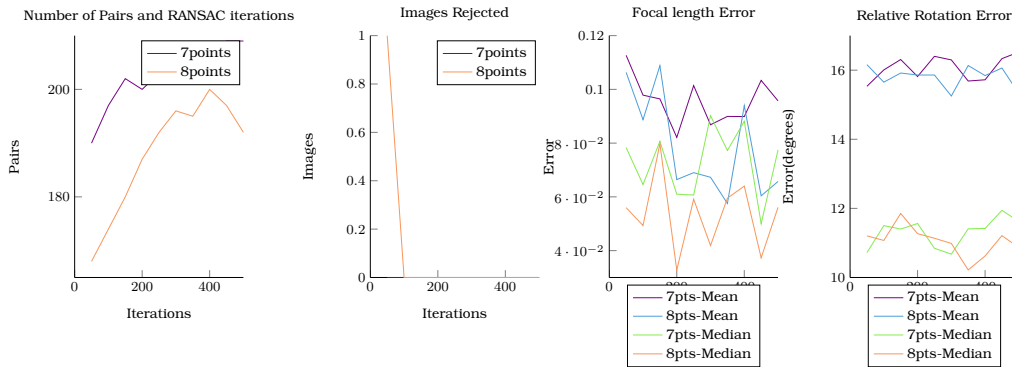 Number of Pairs and RANSAC iterations
7points
8points
200
180
0
200
400
Pairs
Iterations
Images Rejected
7points
8points
1
0.8
0.6
0.4
0.2
0
0
200
400
Images
Iterations
Focal length Error
0.12
0.1
8 · 10−2
6 · 10−2
4 · 10−2
0
200
400
Error
7pts-Mean
8pts-Mean
7pts-Median
8pts-Median
Relative Rotation Error
16
14
12
10
0
200
400
Error(degrees)
7pts-Mean
8pts-Mean
7pts-Median
8pts-Median